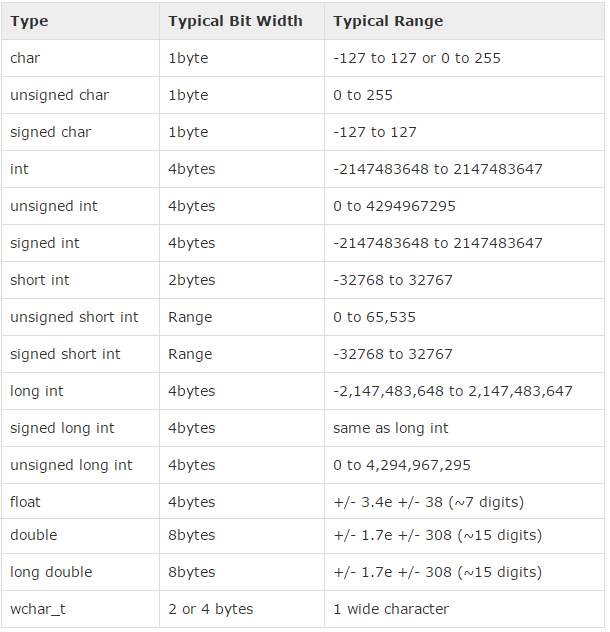 Type Typical Bit Width Typical Range
char 1byte -127 to 127 or 0 to 255
unsigned char 1byte 0 to 255
signed char 1byte -127 to 127
int 4bytes -2147483648 to 2147483647
unsigned int 4bytes 0 to 4294967295
signed int 4bytes -2147483648 to 2147483647
short int 2bytes -32768 to 32767
unsigned short int Range 0 to 65,535
signed short int Range -32768 to 32767
long int 4bytes -2,147,483,648 to 2,147,483,647
signed long int 4bytes same as long int
unsigned long int 4bytes 0 to 4,294,967,295
float 4bytes +/- 3.4e +/- 38 (~7 digits)
double 8bytes +/- 1.7e +/- 308 (~15 digits)
long double 8bytes +/- 1.7e +/- 308 (~15 digits)
wchar_t 2 or 4 bytes 1 wide character